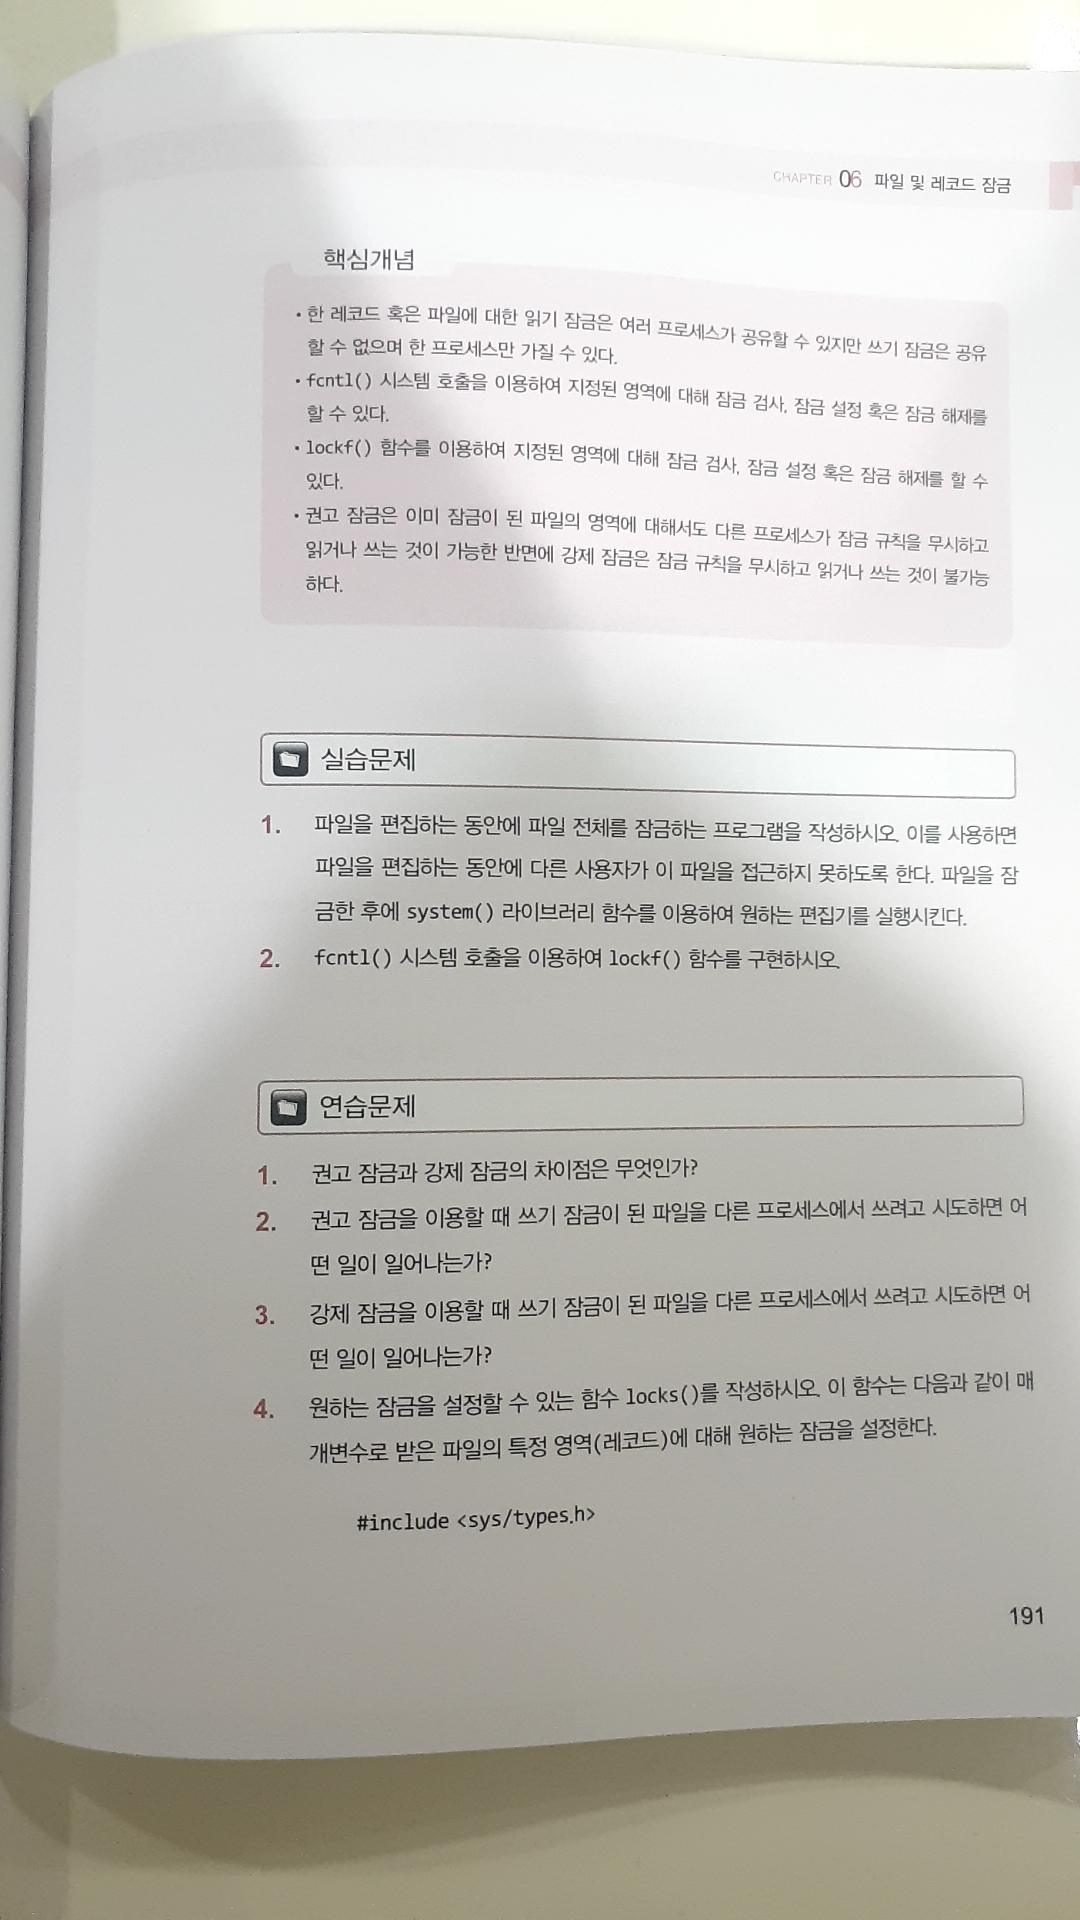 CHAPTER 06 파일 및 레코드 잠금
핵심개념
• 한 레코드 혹은 파일에 대한 읽기 잠금은 여러 프로세스가 공유할 수 있지만 쓰기 잠금은 공유
할 수 없으며 한 프로세스만 가질 수 있다.
• fcntl() 시스템 호출을 이용하여 지정된 영역에 대해 잠금 검사, 잠금 설정 혹은 잠금 해제를
할 수 있다.
• lockf() 함수를 이용하여 지정된 영역에 대해 잠금 검사, 잠금 설정 혹은 잠금 해제를 할 수
있다.
• 권고 잠금은 이미 잠금이 된 파일의 영역에 대해서도 다른 프로세스가 잠금 규칙을 무시하고
읽거나 쓰는 것이 가능한 반면에 강제 잠금은 잠금 규칙을 무시하고 읽거나 쓰는 것이 불가능
하다.
실습문제
1. 파일을 편집하는 동안에 파일 전체를 잠금하는 프로그램을 작성하시오. 이를 사용하면
파일을 편집하는 동안에 다른 사용자가 이 파일을 접근하지 못하도록 한다. 파일을 잠
금한 후에 system() 라이브러리 함수를 이용하여 원하는 편집기를 실행시킨다.
2. fcntl() 시스템 호출을 이용하여 lockf() 함수를 구현하시오.
연습문제
1. 권고 잠금과 강제 잠금의 차이점은 무엇인가?
2. 권고 잠금을 이용할 때 쓰기 잠금이 된 파일을 다른 프로세스에서 쓰려고 시도하면 어
떤 일이 일어나는가?
3. 강제 잠금을 이용할 때 쓰기 잠금이 된 파일을 다른 프로세스에서 쓰려고 시도하면 어
떤 일이 일어나는가?
4. 원하는 잠금을 설정할 수 있는 함수 locks()를 작성하시오. 이 함수는 다음과 같이 매
개변수로 받은 파일의 특정 영역(레코드)에 대해 원하는 잠금을 설정한다.
#include <sys/types.h>
191